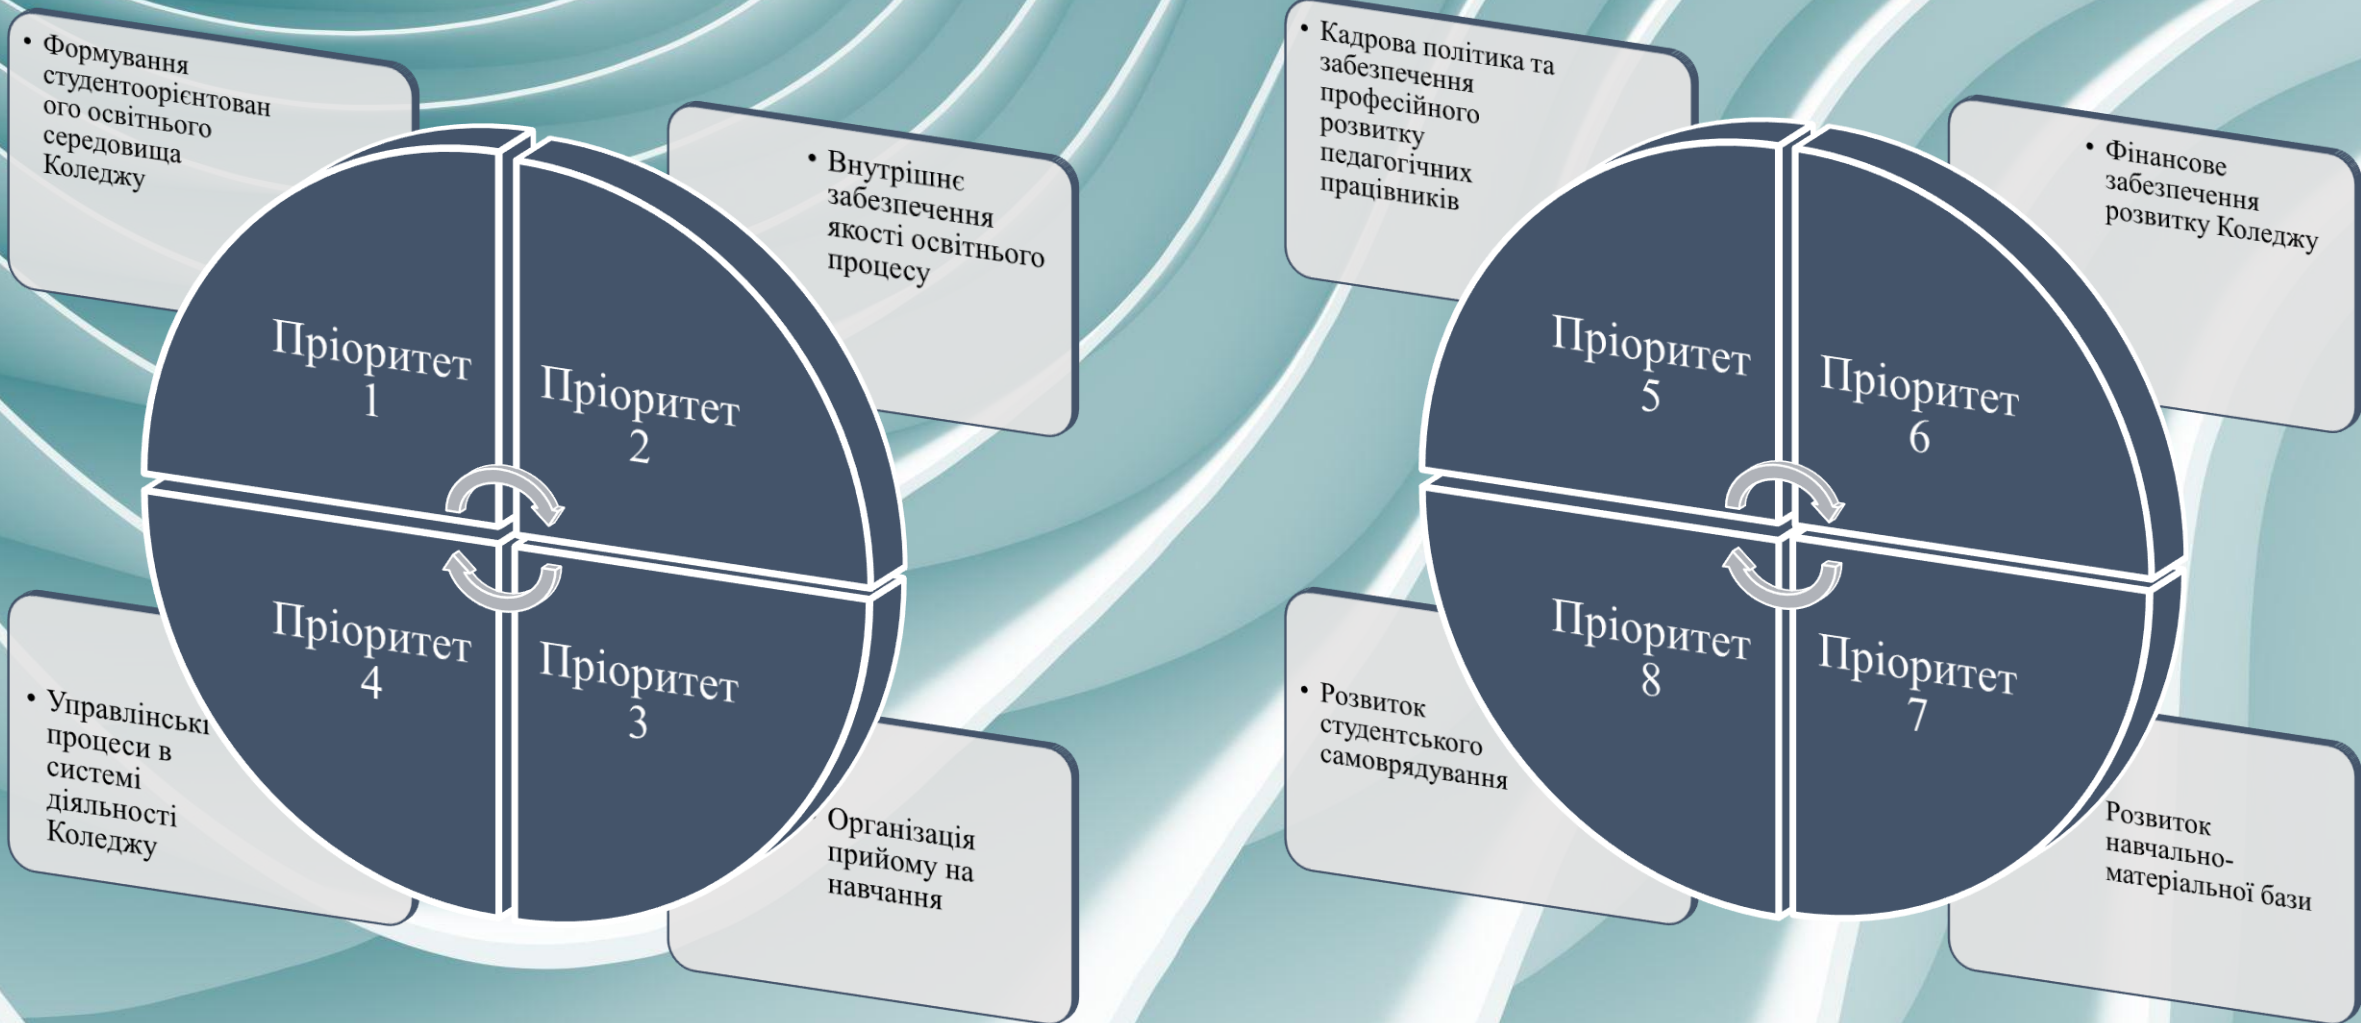 • Формування
студентоорієнтован
ого освітнього
середовища
Коледжу
• Внутрішнє
забезпечення
якості освітнього
процесу
Пріоритет
1
Пріоритет
2
Пріоритет
4
Пріоритет
3
• Управлінські
процеси в
системі
діяльності
Коледжу
Організація
прийому на
навчання
• Кадрова політика та
забезпечення
професійного
розвитку
педагогічних
працівників
• Фінансове
забезпечення
розвитку Коледжу
Пріоритет
5
Пріоритет
6
Пріоритет
8
Пріоритет
7
• Розвиток
студентського
самоврядування
Розвиток
навчально-
матеріальної бази